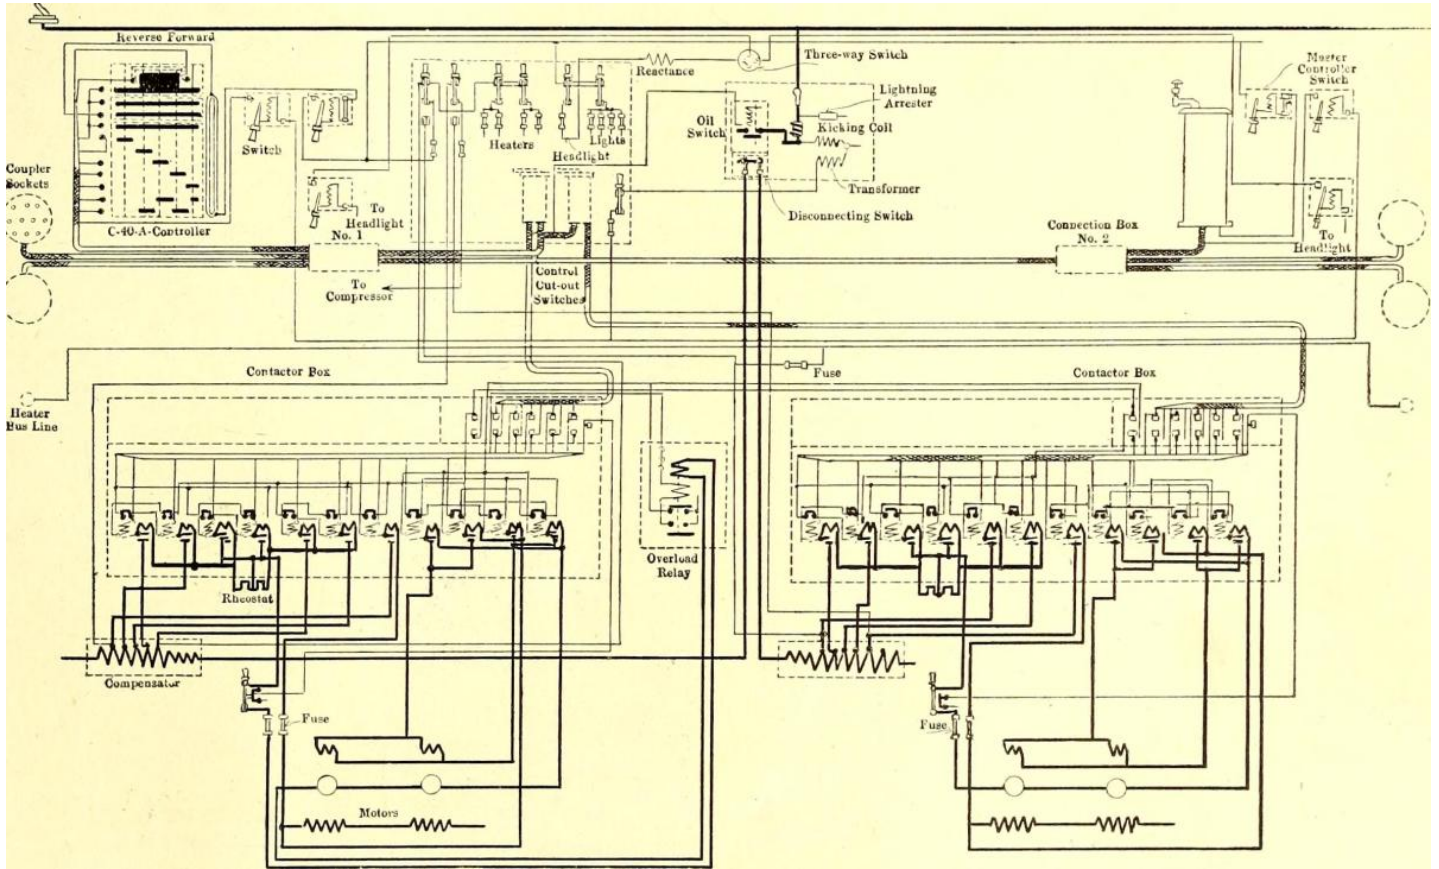 Reverse Forward
Three-way Switch
Reactance
Master
Controller
Switch
Lightning
Arrester
Oil
Switch
Kicking Coil
Switch
Heaters
Lights
Headlight
Coupler
Sockets
Transformer
To
Headlight
Disconnecting Switch
C-40-A-Controller
No. 1
Connection Box
No. 2
To
Headlight
To
Compressor
Control
Cut-out
Switches
Contactor Box
Fuse
Contactor Box
Heater
Bus Line
Overload
Relay
Rheostat
Compensator
Fuse
Fuse
Motors